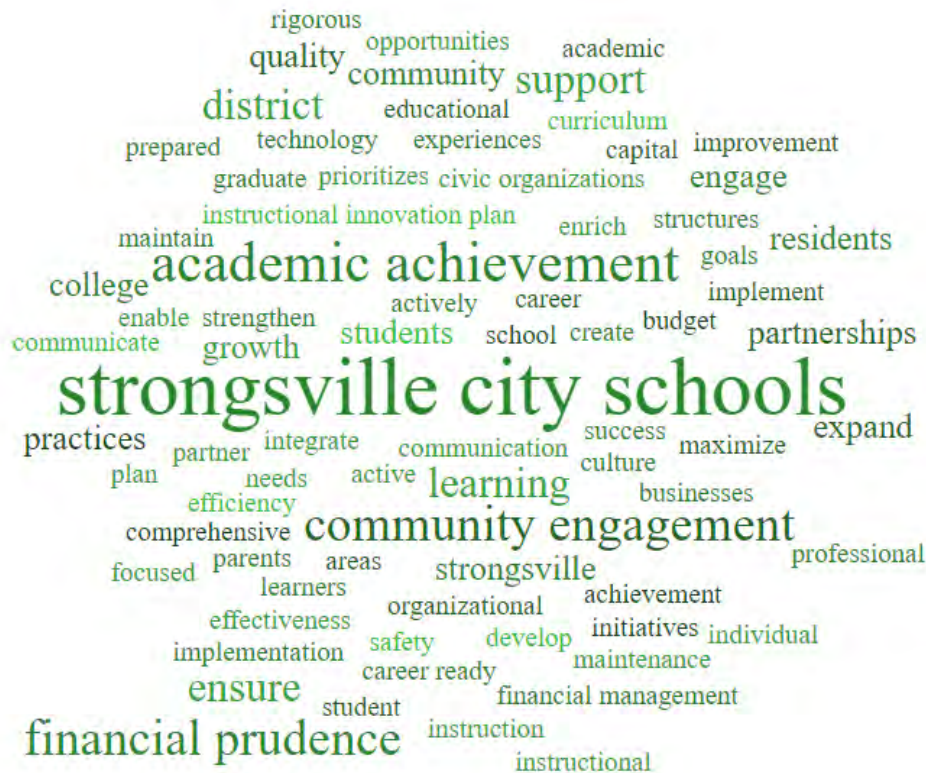 rigorous
quality opportunities academic
community support
district educational curriculum
prepared technology experiences capital improvement
graduate prioritizes civic organizations engage
instructional innovation plan enrich structures
maintain academic achievement goals residents
college actively career implement
enable strengthen students school create budget partnerships
communicate growth
strongsville city schools
practices partner integrate communication success maximize expand
plan needs active learning culture businesses
efficiency
comprehensive community engagement
focused parents areas strongsville professional
learners organizational achievement
effectiveness safety develop initiatives individual
implementation career ready maintenance
ensure student financial management
financial prudence instruction
instructional